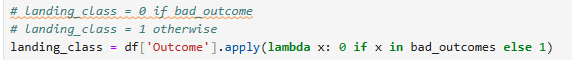 # landing_class = 0 if bad_outcome
# landing_class = 1 otherwise
landing_class = df['Outcome'].apply(lambda x: 0 if x in bad_outcomes else 1)